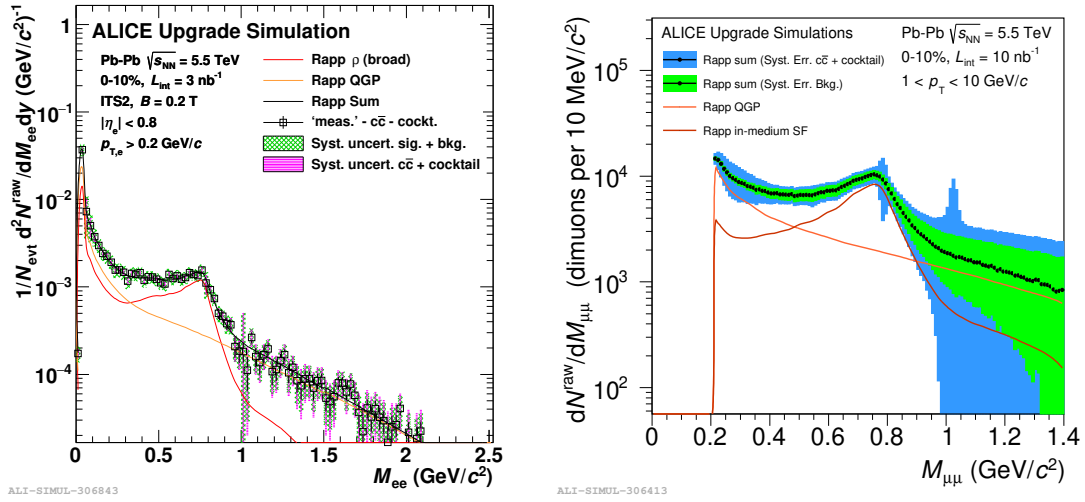 ALICE Upgrade Simulation
Pb-Pb √sNN = 5.5 TeV
0-10%, Lint = 3 nb-1
ITS2, B = 0.2 T
|ηe| < 0.8
pT,e > 0.2 GeV/c
Rapp ρ (broad)
Rapp QGP
Rapp Sum
'meas.' - cc̄ - cockt.
Syst. uncert. sig. + bkg.
Syst. uncert. cc̄ + cocktail
1/Nevt d2Nraw/dMeedy (GeV/c2)-1
1
10-1
10-2
10-3
10-4
0 0.5 1 1.5 2 2.5
Mee (GeV/c2)
ALI-SIMUL-306843
ALICE Upgrade Simulations
Rapp sum (Syst. Err. cc̄ + cocktail)
Rapp sum (Syst. Err. Bkg.)
Rapp QGP
Rapp in-medium SF
Pb-Pb √sNN = 5.5 TeV
0-10%, Lint = 10 nb-1
1 < pT < 10 GeV/c
dNraw/dMμμ (dimuons per 10 MeV/c2)
105
104
103
102
0 0.2 0.4 0.6 0.8 1 1.2 1.4
Mμμ (GeV/c2)
ALI-SIMUL-306413